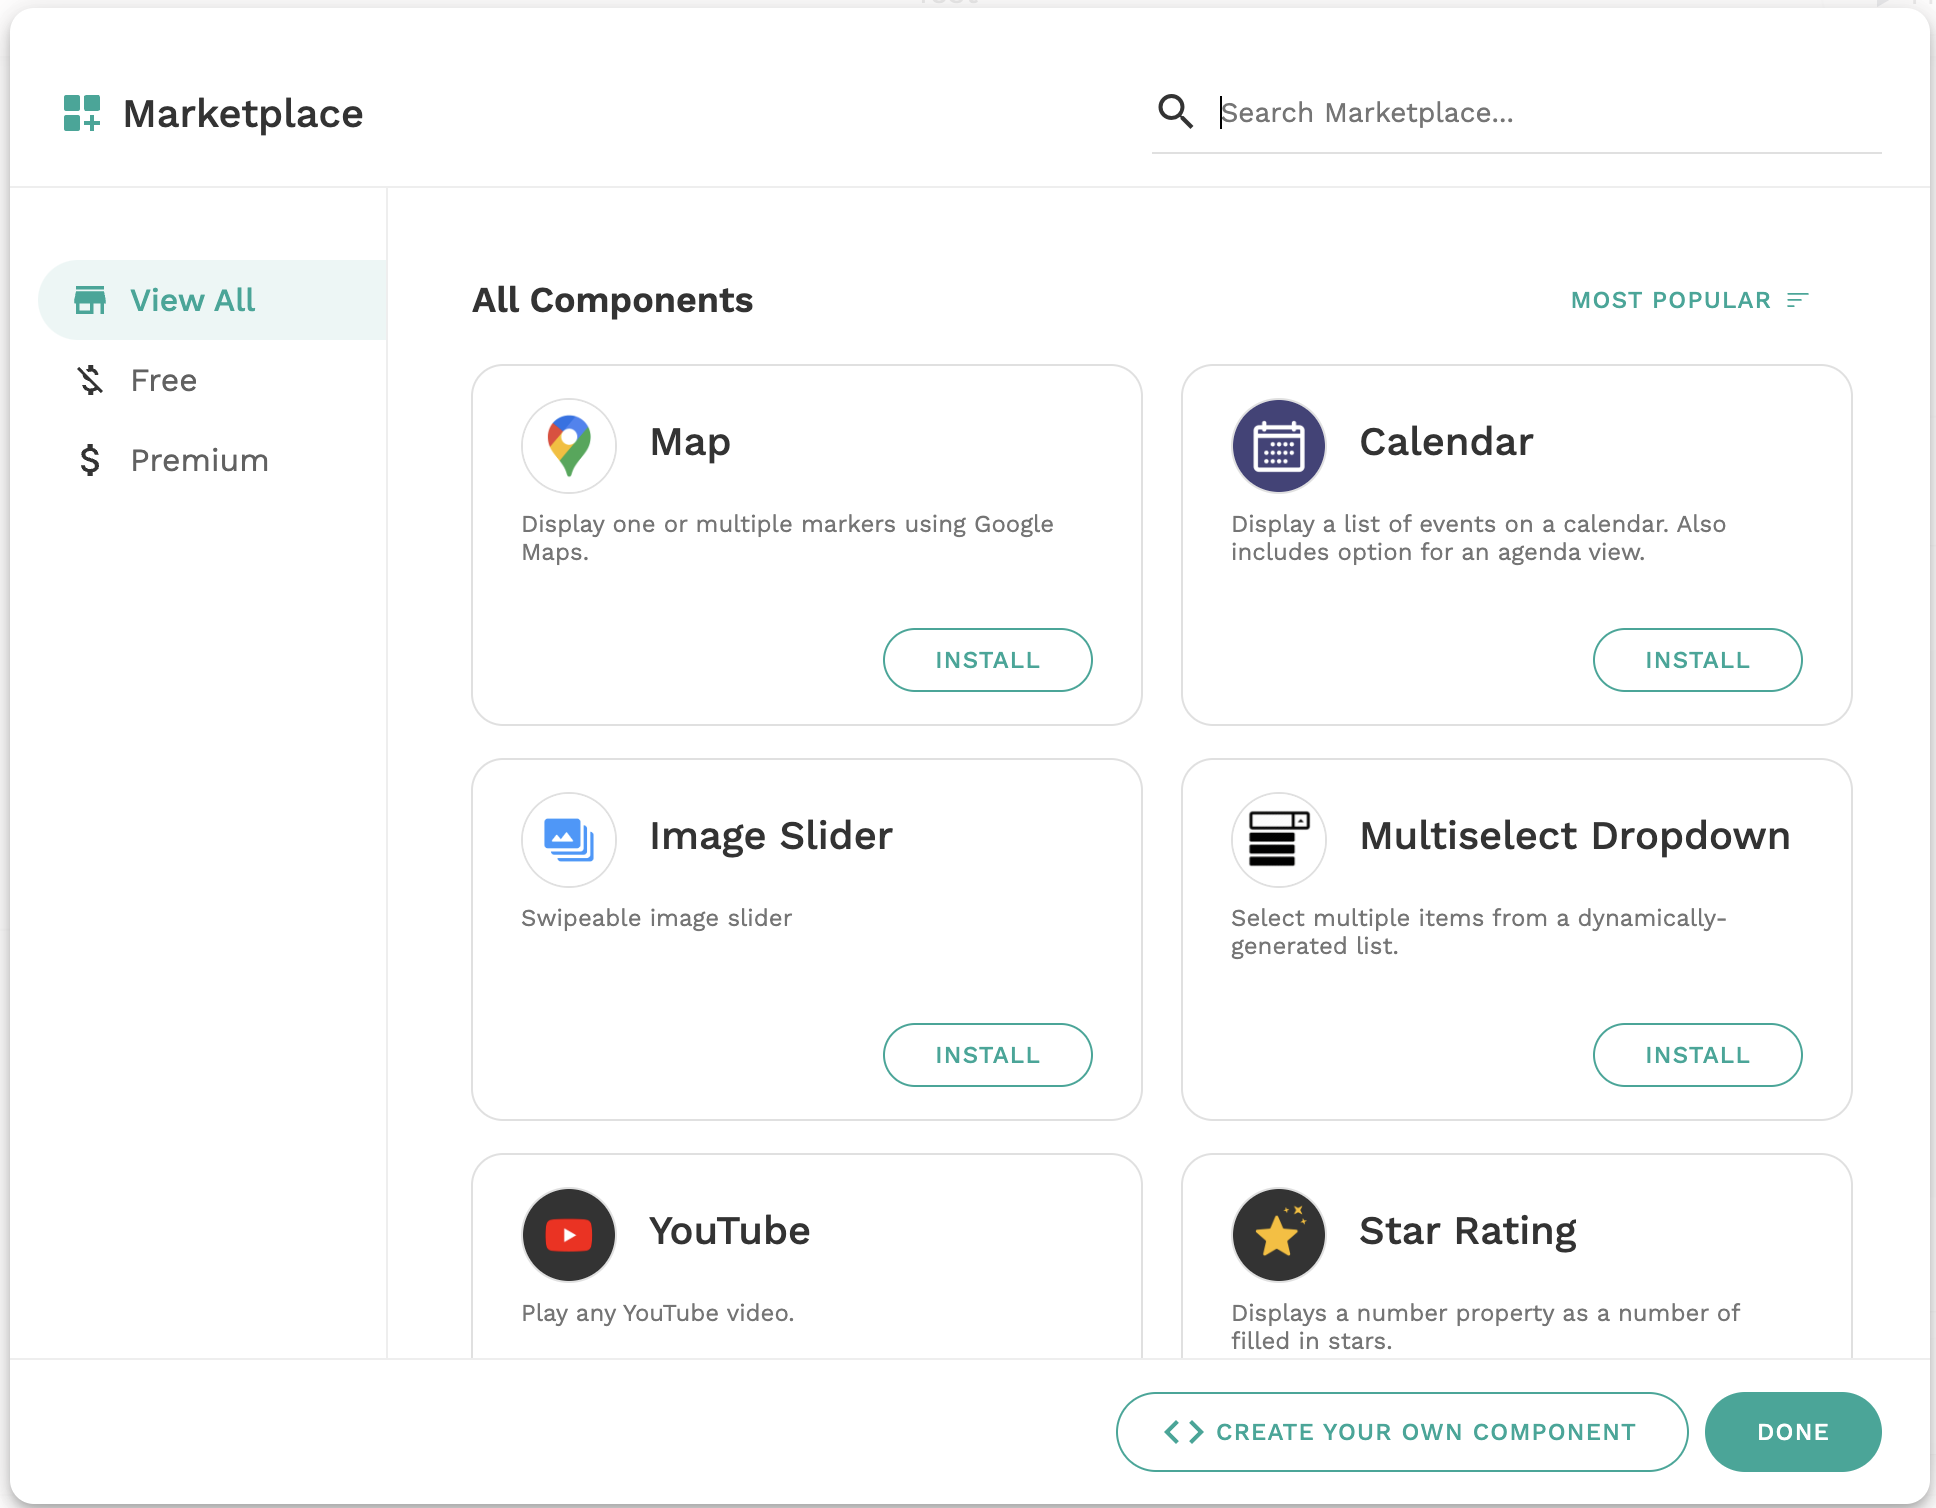 Marketplace
Search Marketplace...
View All
Free
Premium
All Components
MOST POPULAR
Map
Display one or multiple markers using Google
Maps.
INSTALL
Calendar
Display a list of events on a calendar. Also
includes option for an agenda view.
INSTALL
Image Slider
Swipeable image slider
INSTALL
Multiselect Dropdown
Select multiple items from a dynamically-
generated list.
INSTALL
YouTube
Play any YouTube video.
Star Rating
Displays a number property as a number of
filled in stars.
CREATE YOUR OWN COMPONENT
DONE